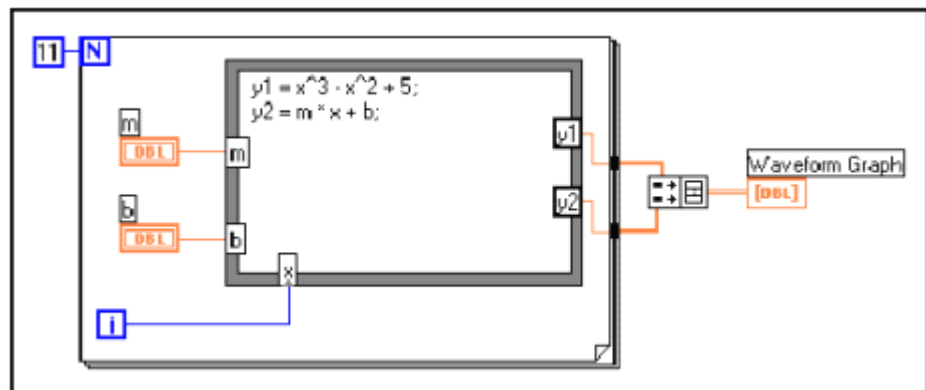 11 N
y1 = x^3 - x^2 + 5;
y2 = m * x + b;
m
DBL
m
y1
Waveform Graph
[DBL]
b
DBL
b
y2
x
i